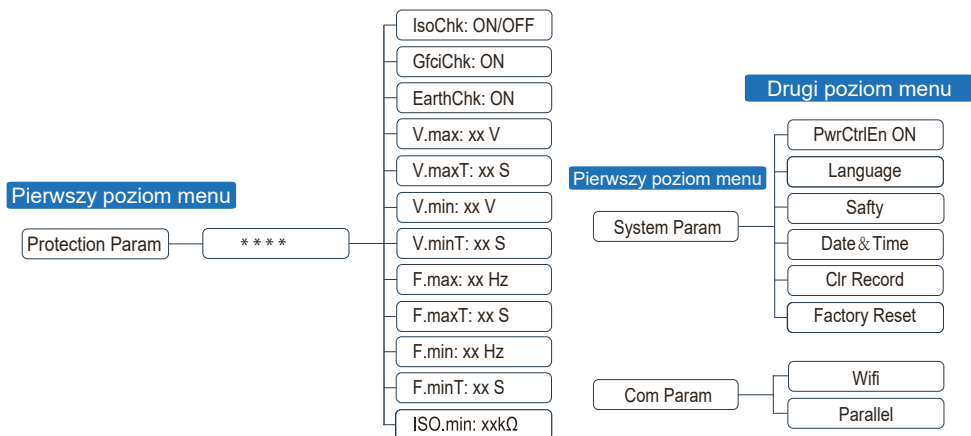 Pierwszy poziom menu
Protection Param
****
IsoChk: ON/OFF
GfciChk: ON
EarthChk: ON
V.max: xx V
V.maxT: xx S
V.min: xx V
V.minT: xx S
F.max: xx Hz
F.maxT: xx S
F.min: xx Hz
F.minT: xx S
ISO.min: xxkΩ
Pierwszy poziom menu
Drugi poziom menu
System Param
PwrCtrlEn ON
Language
Safty
Date&Time
Clr Record
Factory Reset
Com Param
Wifi
Parallel